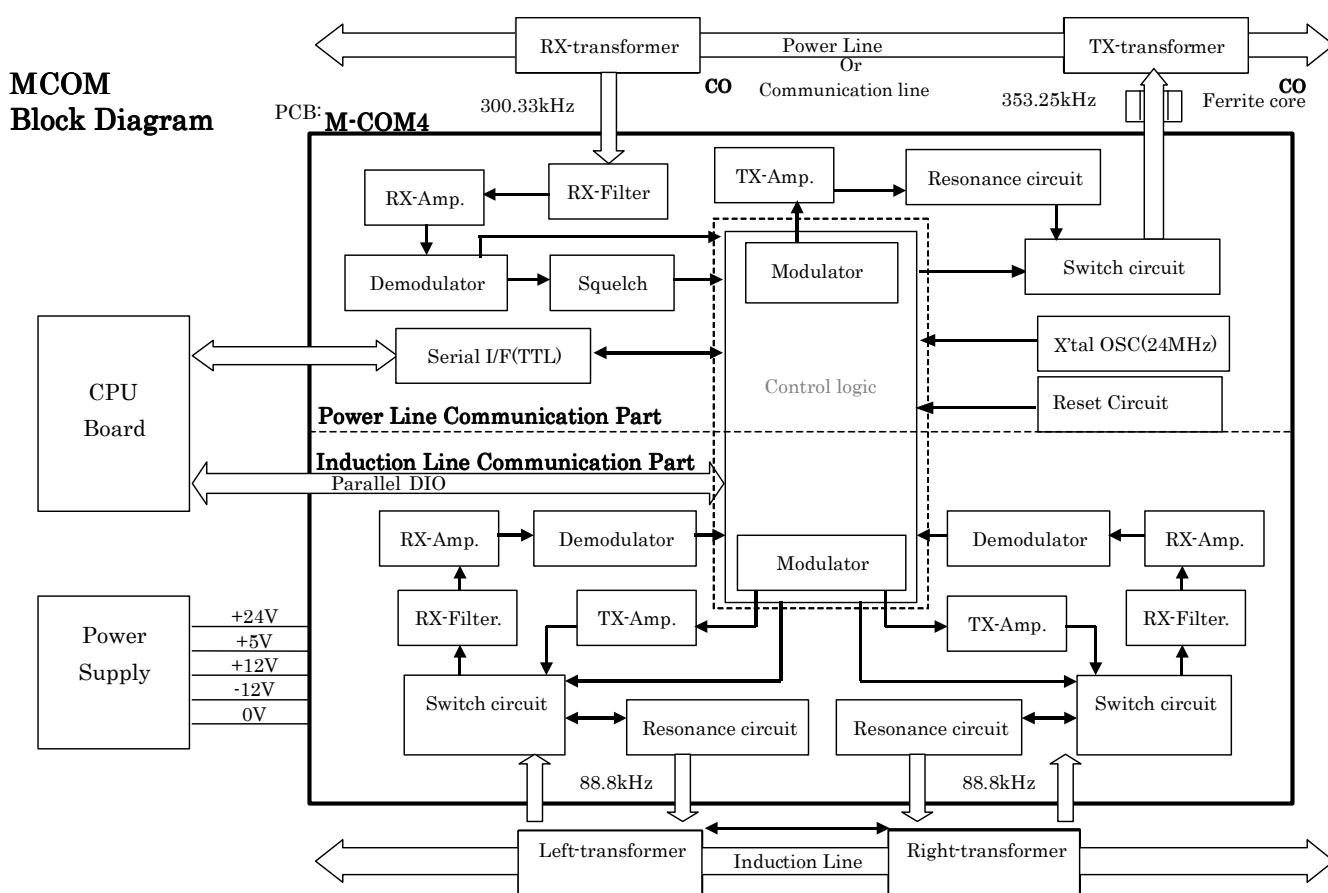 MCOM
Block Diagram
RX-transformer
Power Line
Or
Communication line
TX-transformer
CO
CO
300.33kHz
353.25kHz
Ferrite core
PCB:
M-COM4
RX-Amp.
RX-Filter
TX-Amp.
Resonance circuit
Demodulator
Squelch
Modulator
Switch circuit
Serial I/F(TTL)
X'tal OSC(24MHz)
Control logic
Reset Circuit
CPU
Board
Power Line Communication Part
Induction Line Communication Part
Parallel DIO
RX-Amp.
Demodulator
Modulator
Demodulator
RX-Amp.
RX-Filter.
TX-Amp.
TX-Amp.
RX-Filter.
Power
Supply
+24V
+5V
+12V
-12V
0V
Switch circuit
Resonance circuit
Resonance circuit
Switch circuit
88.8kHz
88.8kHz
Left-transformer
Induction Line
Right-transformer